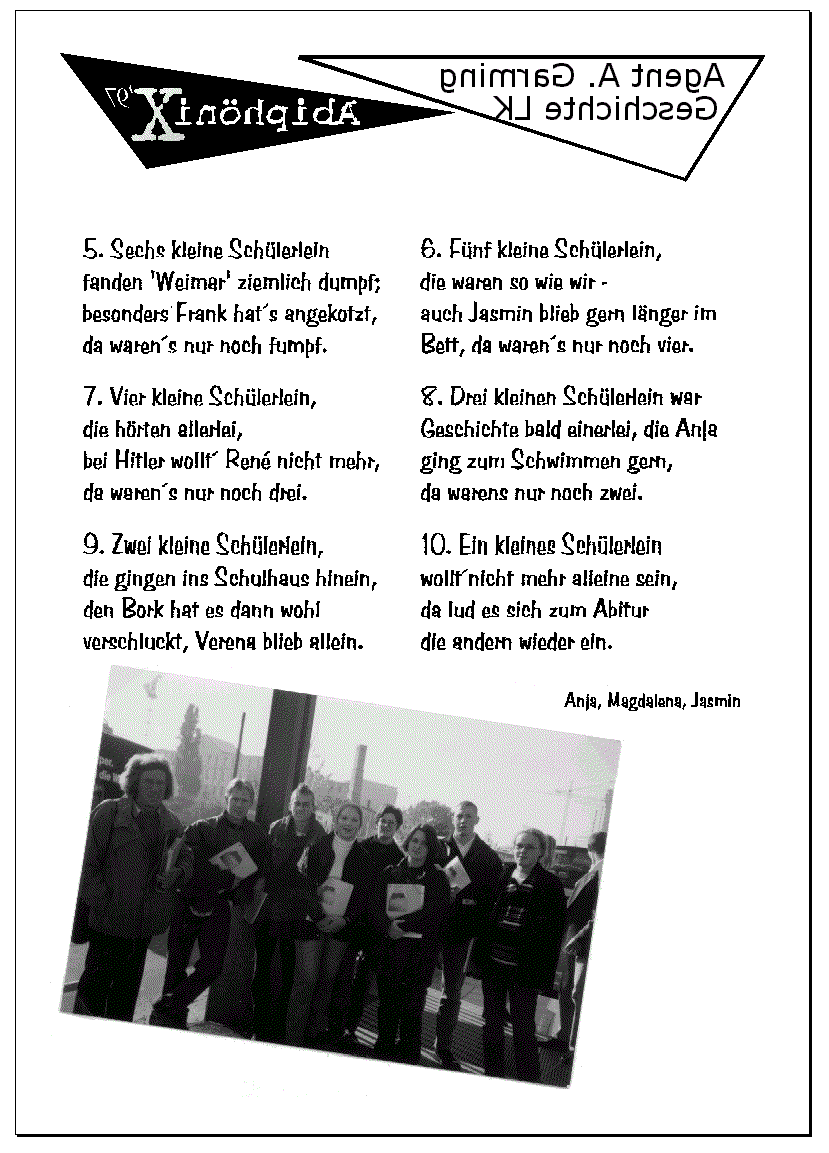 Agent A. Garming
Geschichte LK
AbiphöniX '97
5. Sechs kleine Schülerlein
fanden 'Weimar' ziemlich dumpf;
besonders Frank hat´s angekotzt,
da waren´s nur noch fumpf.
7. Vier kleine Schülerlein,
die hörten allerlei,
bei Hitler wollt´ René nicht mehr,
da waren´s nur noch drei.
9. Zwei kleine Schülerlein,
die gingen ins Schulhaus hinein,
den Bork hat es dann wohl
verschluckt, Verena blieb allein.
6. Fünf kleine Schülerlein,
die waren so wie wir -
auch Jasmin blieb gern länger im
Bett, da waren´s nur noch vier.
8. Drei kleinen Schülerlein war
Geschichte bald einerlei, die Anja
ging zum Schwimmen gern,
da warens nur noch zwei.
10. Ein kleines Schülerlein
wollt´nicht mehr alleine sein,
da lud es sich zum Abitur
die andern wieder ein.
Anja, Magdalena, Jasmin